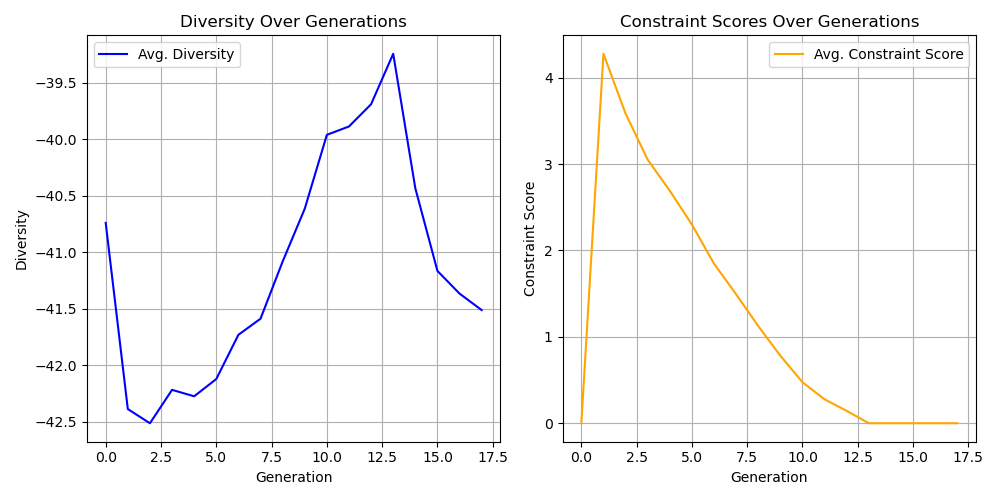 Diversity Over Generations
Avg. Diversity
−39.5
−40.0
−40.5
−41.0
−41.5
−42.0
−42.5
Diversity
0.0 2.5 5.0 7.5 10.0 12.5 15.0 17.5
Generation
Constraint Scores Over Generations
Avg. Constraint Score
4
3
2
1
0
Constraint Score
0.0 2.5 5.0 7.5 10.0 12.5 15.0 17.5
Generation